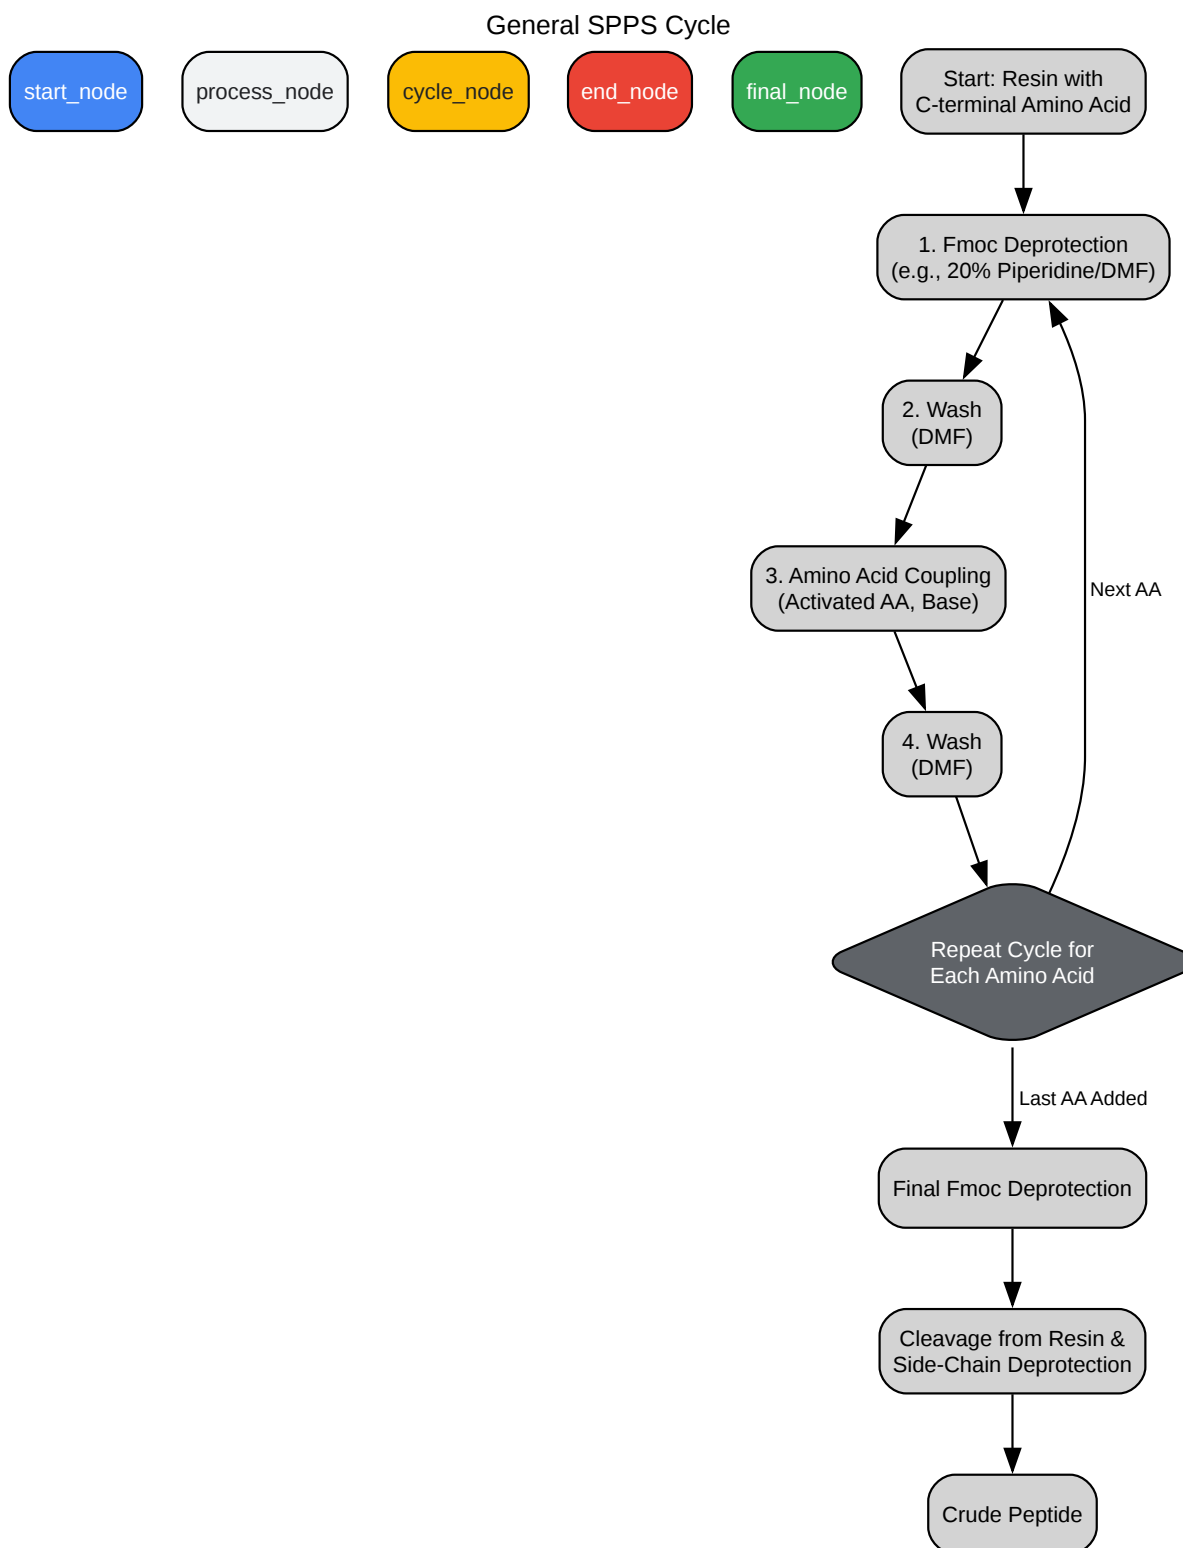 General SPPS Cycle
start_node
process_node
cycle_node
end_node
final_node
Start: Resin with
C-terminal Amino Acid
1. Fmoc Deprotection
(e.g., 20% Piperidine/DMF)
2. Wash
(DMF)
3. Amino Acid Coupling
(Activated AA, Base)
Next AA
4. Wash
(DMF)
Repeat Cycle for
Each Amino Acid
Last AA Added
Final Fmoc Deprotection
Cleavage from Resin &
Side-Chain Deprotection
Crude Peptide